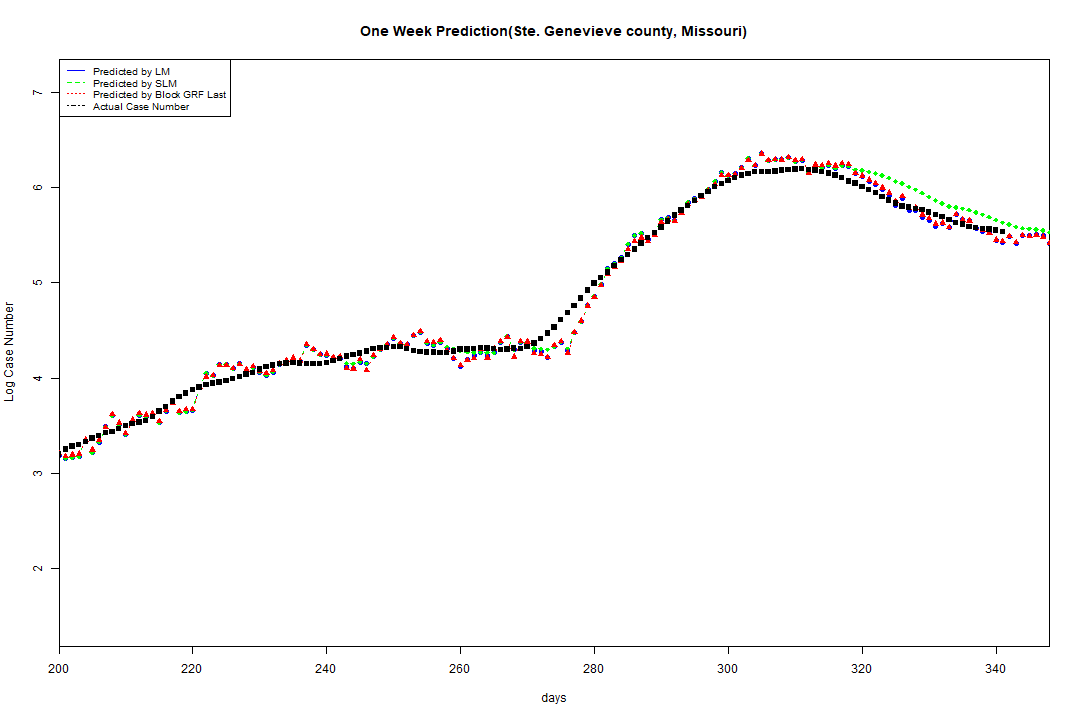 One Week Prediction(Ste. Genevieve county, Missouri)
Predicted by LM
Predicted by SLM
Predicted by Block GRF Last
Actual Case Number
7
6
5
4
3
2
Log Case Number
200 220 240 260 280 300 320 340
days